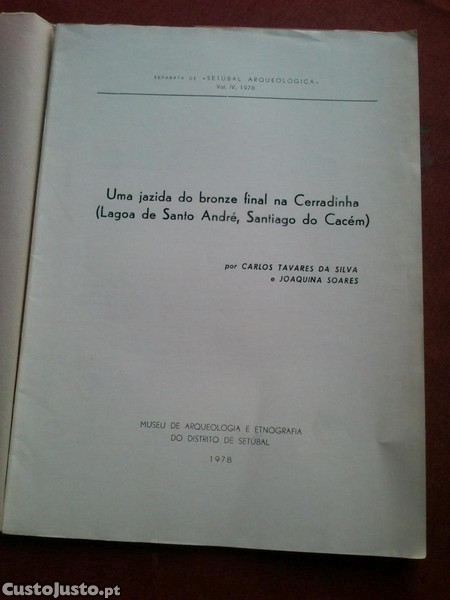 SEPARATA DE «SETÚBAL ARQUEOLÓGICA»
Vol. IV, 1978
Uma jazida do bronze final na Cerradinha
(Lagoa de Santo André, Santiago do Cacém)
por CARLOS TAVARES DA SILVA
e JOAQUINA SOARES
MUSEU DE ARQUEOLOGIA E ETNOGRAFIA
DO DISTRITO DE SETÚBAL
1978
CustoJusto.pt